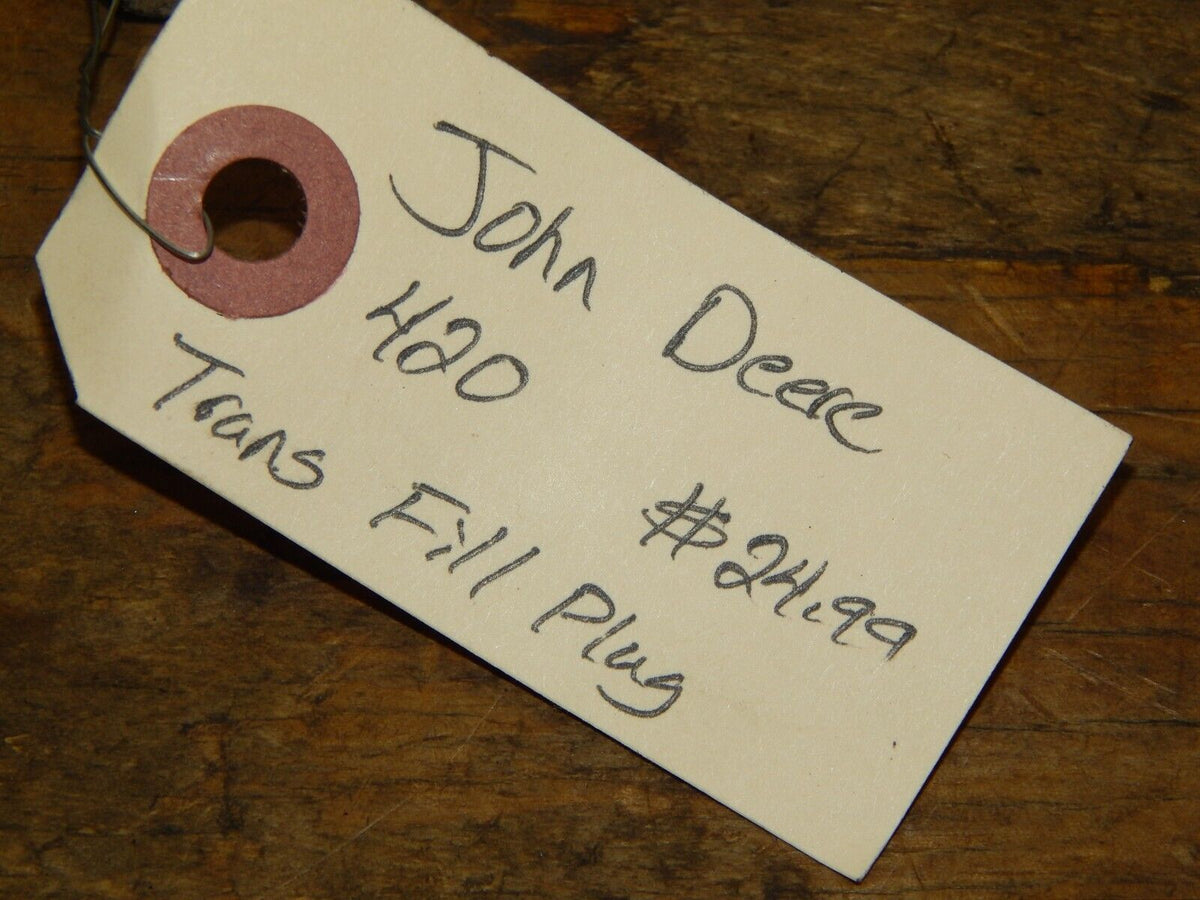 John Deere
420
Trans Fill Plug
#24.99